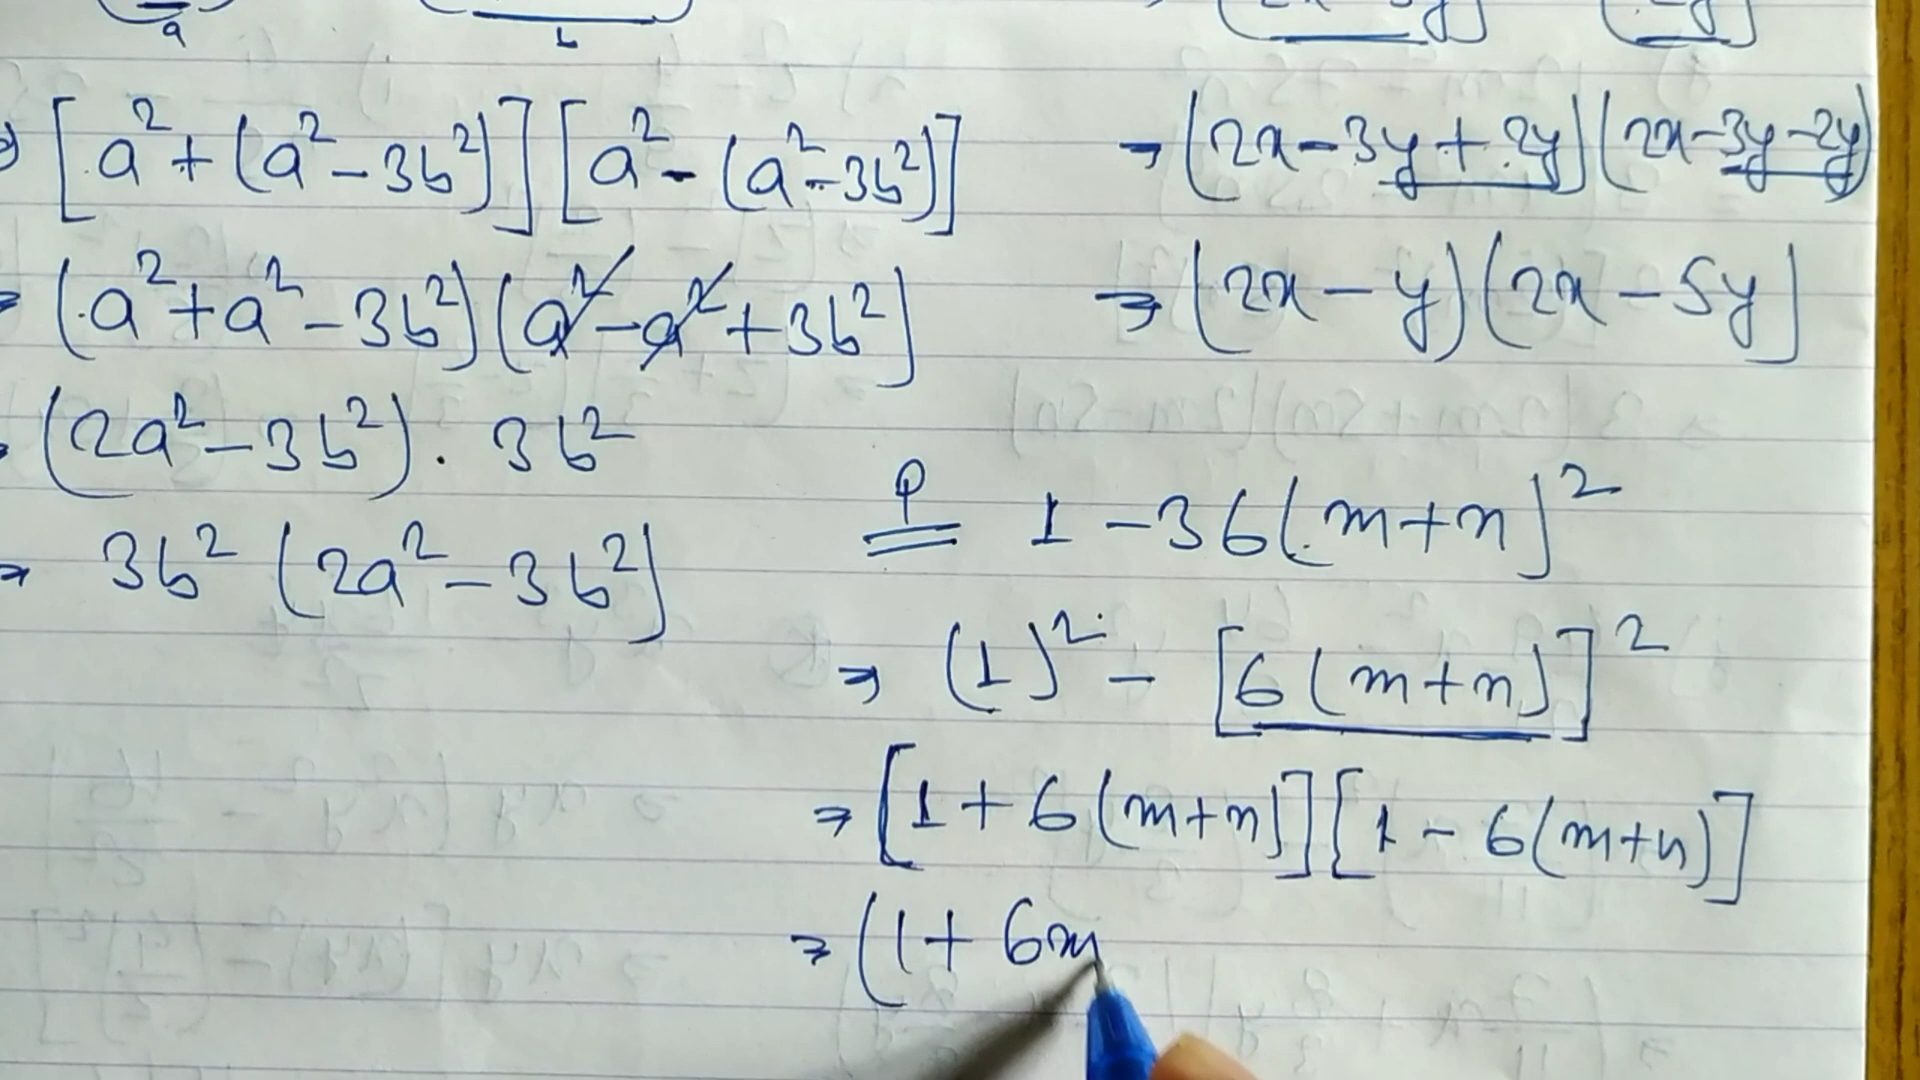 a
b
[a²+(a²-3b²)][a²-(a²-3b²)]
⇒ (a²+a²-3b²)(a²-a²+3b²)
(2a²-3b²). 3b²
⇒ 3b² (2a²-3b²)
→ (2x-3y+2y)(2x-3y-2y)
⇒ (2x-y)(2x-5y)
P 1-36(m+n)²
⇒ (1)² - [6(m+n)]²
⇒ [1+6(m+n)][1-6(m+n)]
⇒ (1+6m